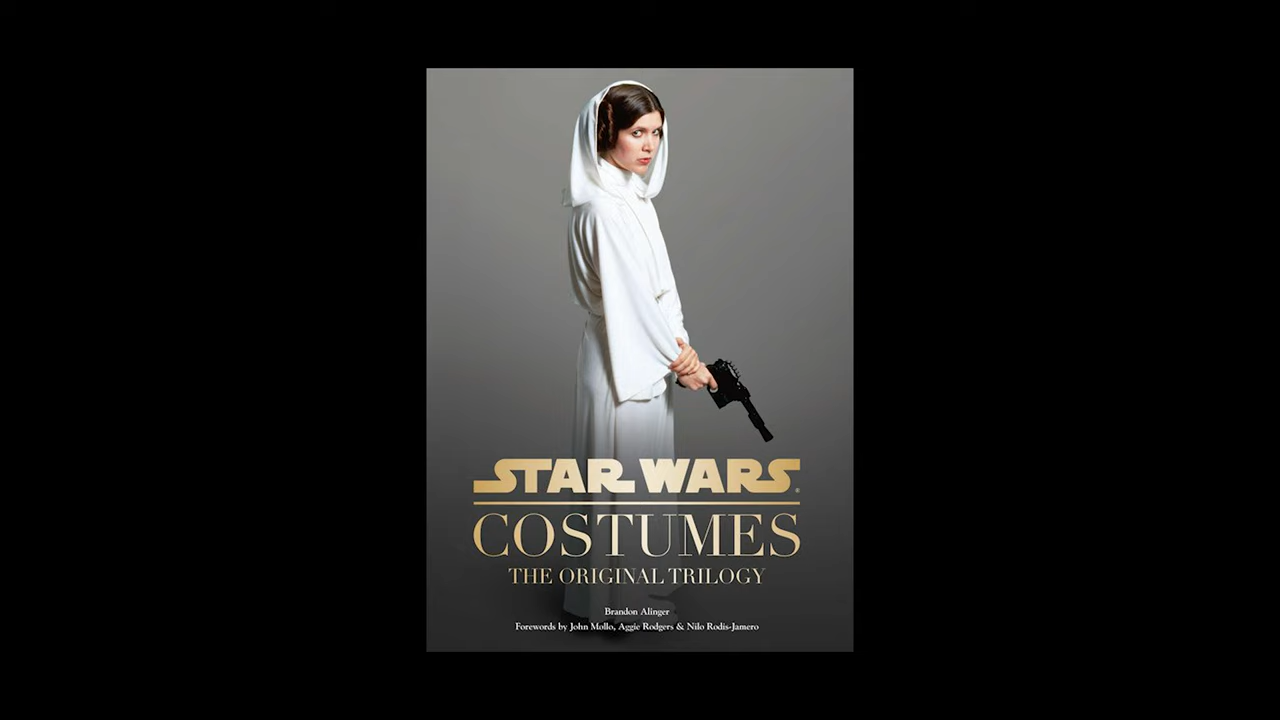 STAR WARS®
COSTUMES
THE ORIGINAL TRILOGY
Brandon Alinger
Forewords by John Mollo, Aggie Rodgers & Nilo Rodis-Jamero